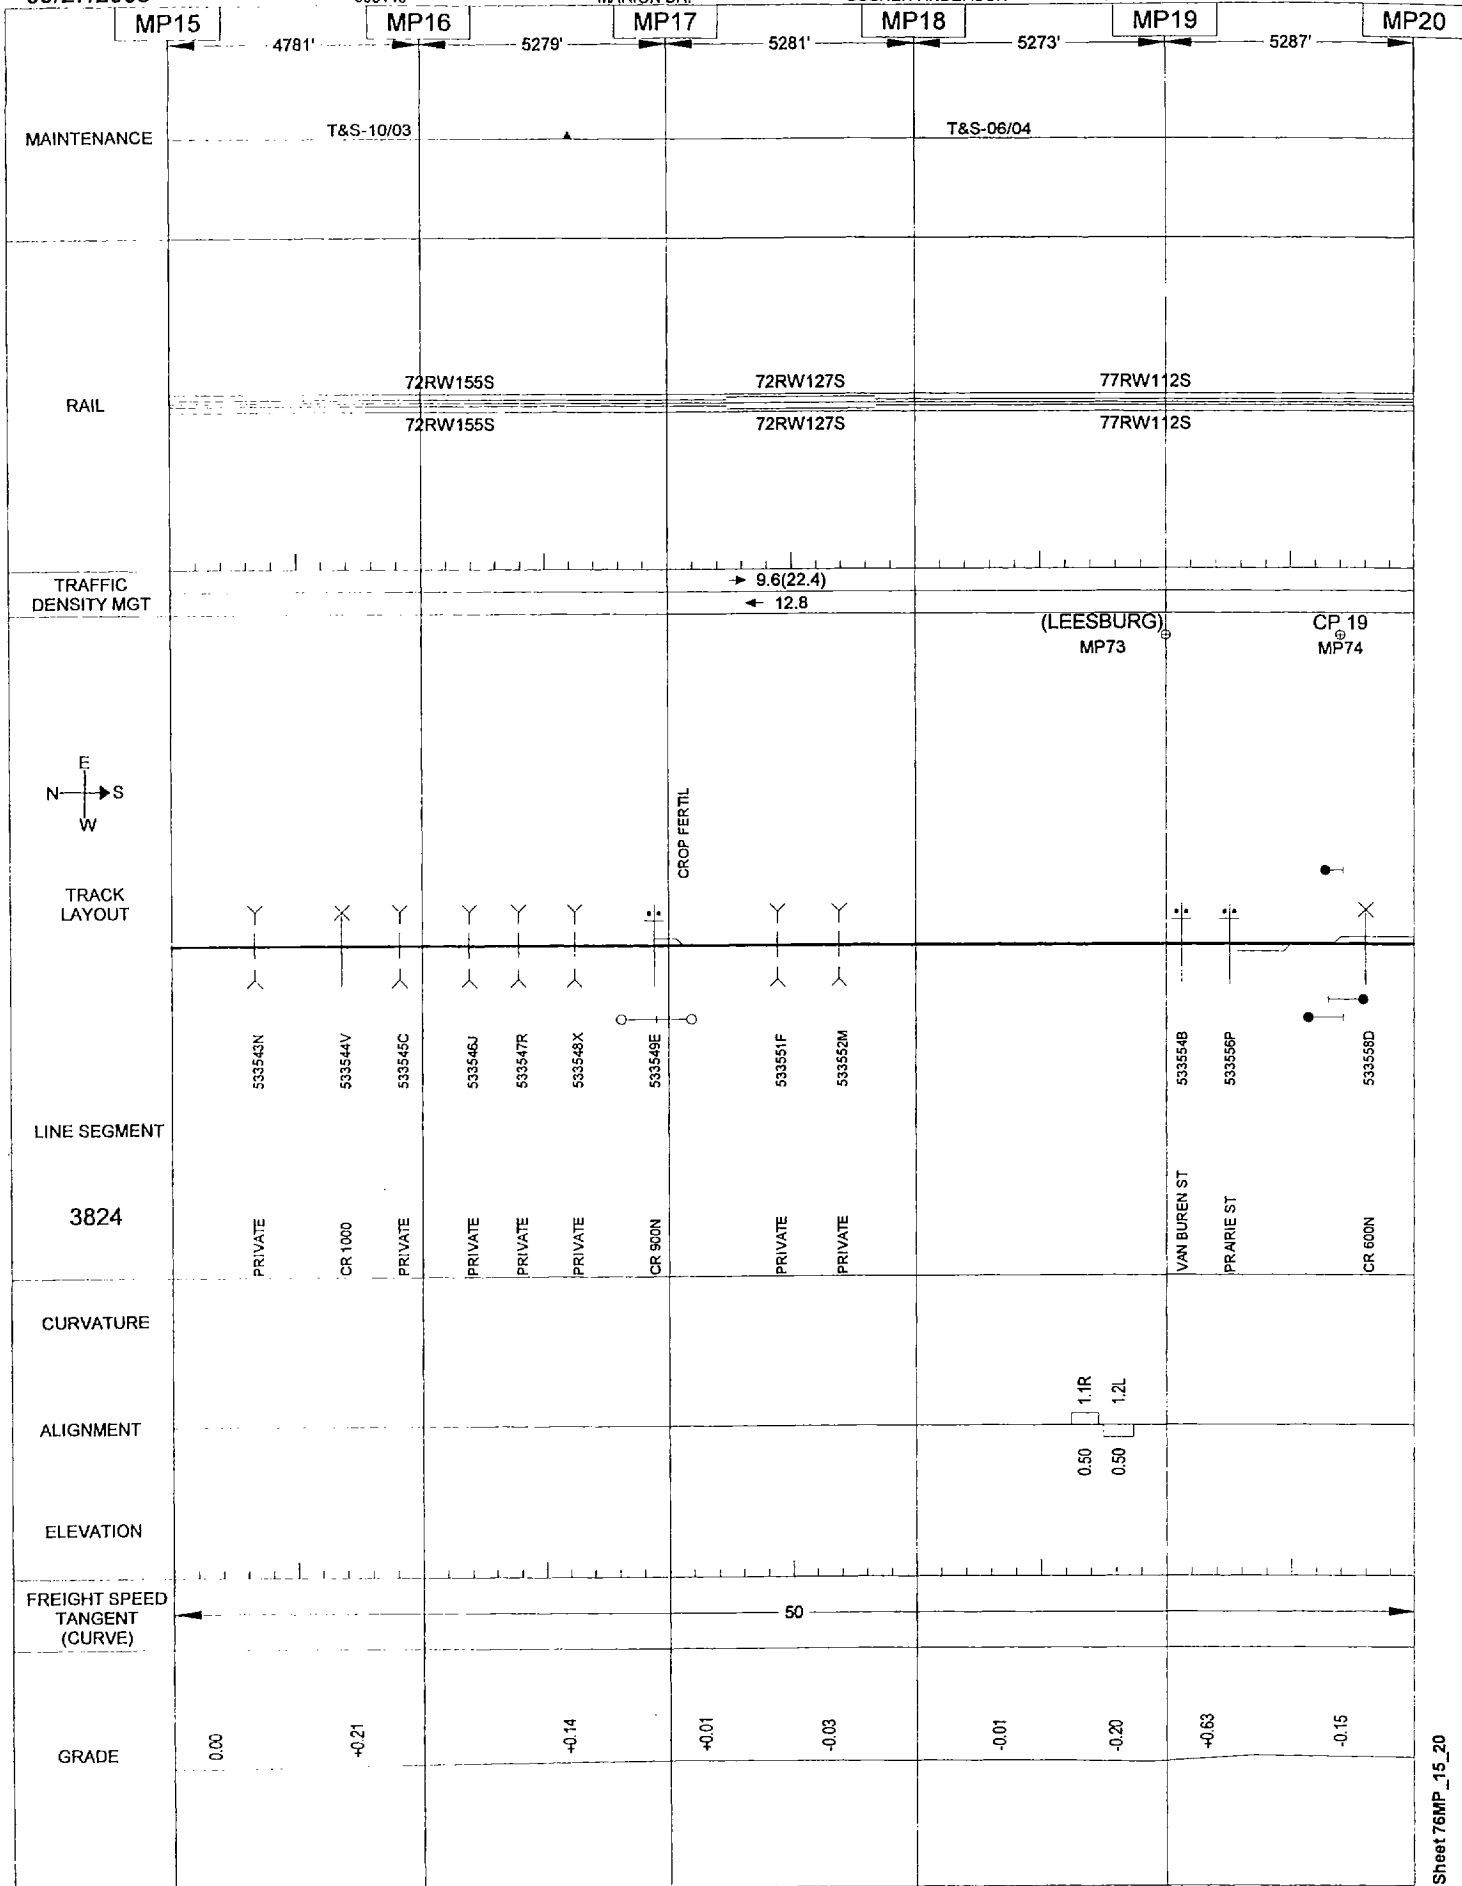 MP15 MP16 MP17 MP18 MP19 MP20
4781' 5279' 5281' 5273' 5287'
MAINTENANCE
T&S-10/03 T&S-06/04
72RW155S 72RW127S 77RW112S
RAIL
72RW155S 72RW127S 77RW112S
TRAFFIC
DENSITY MGT
9.6(22.4)
12.8
(LEESBURG) CP 19
MP73 MP74
E
N S
W
CROP FERTIL
TRACK
LAYOUT
533543N 533544V 533545C 533546J 533547R 533548X 533549E 533551F 533552M 533554B 533556P 533558D
LINE SEGMENT
3824
PRIVATE CR 1000 PRIVATE PRIVATE PRIVATE PRIVATE CR 900N PRIVATE PRIVATE VAN BUREN ST PRAIRIE ST CR 600N
CURVATURE
1.1R 1.2L
ALIGNMENT
0.50 0.50
ELEVATION
FREIGHT SPEED
TANGENT
(CURVE)
50
GRADE
0.00 +0.21 +0.14 +0.01 -0.03 -0.01 -0.20 +0.63 -0.15
Sheet 76MP_15_20